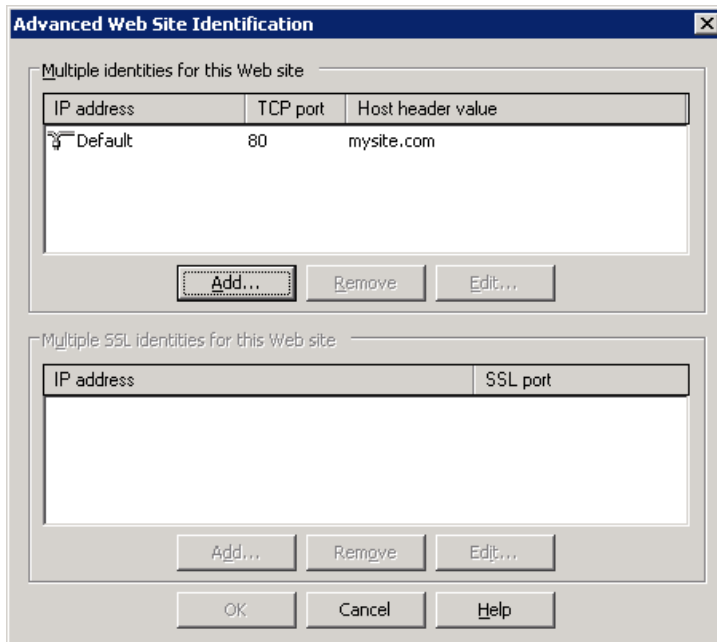 Advanced Web Site Identification
Multiple identities for this Web site
IP address TCP port Host header value
Default 80 mysite.com
Add... Remove Edit...
Multiple SSL identities for this Web site
IP address SSL port
Add... Remove Edit...
OK Cancel Help